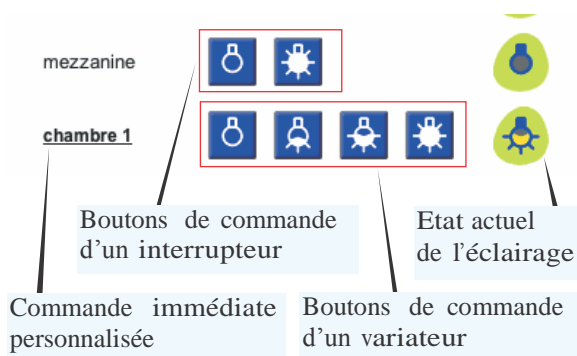 mezzanine
chambre 1
Boutons de commande
d'un interrupteur
Etat actuel
de l'éclairage
Commande immédiate
personnalisée
Boutons de commande
d'un variateur